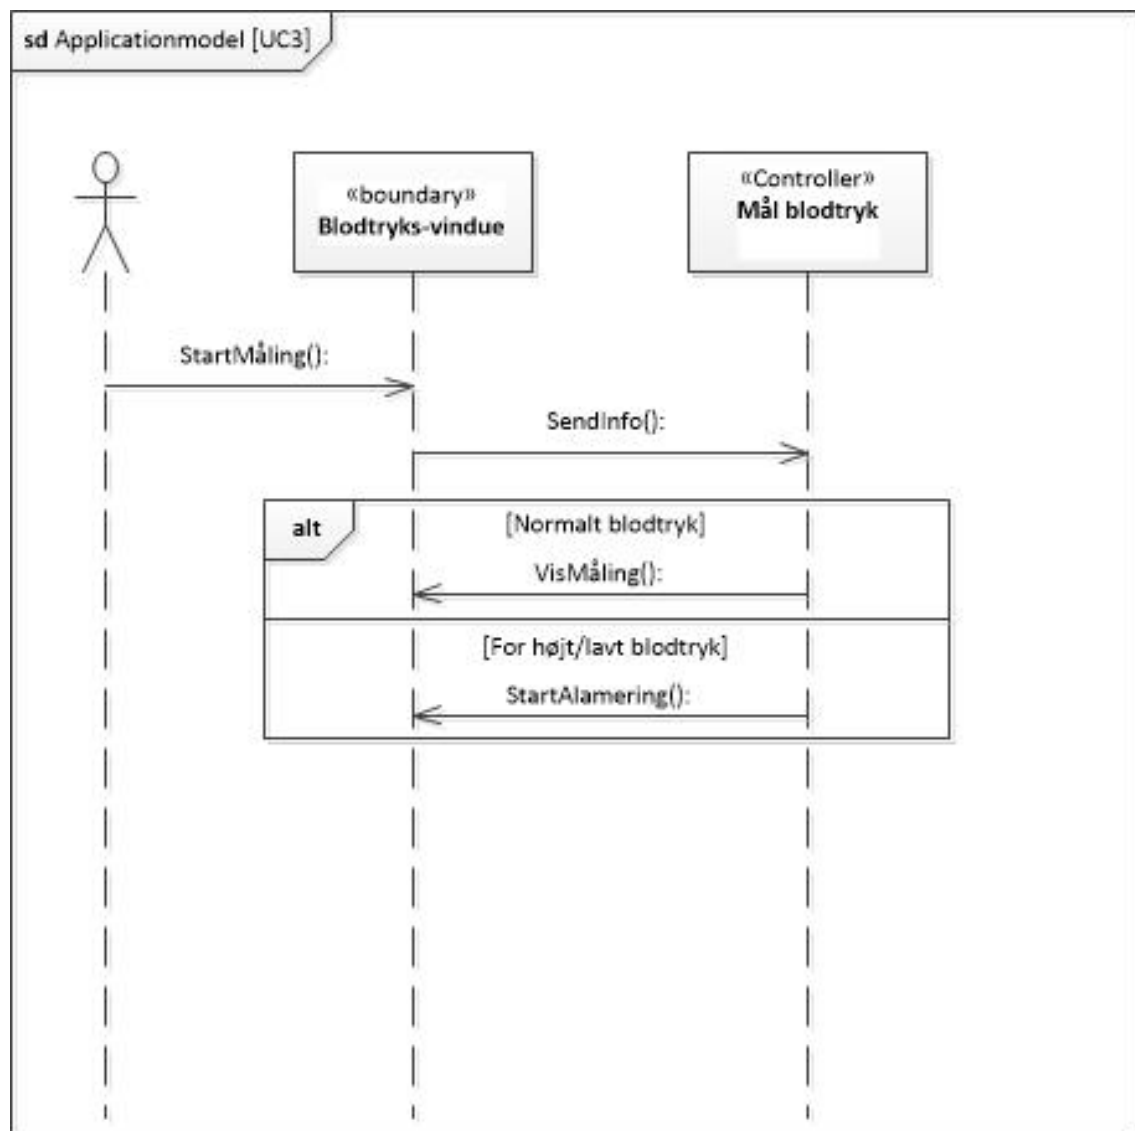 sd Applicationmodel [UC3]
«boundary»
Blodtryks-vindue
«Controller»
Mål blodtryk
StartMåling():
SendInfo():
alt
[Normalt blodtryk]
VisMåling():
[For højt/lavt blodtryk]
StartAlamering():